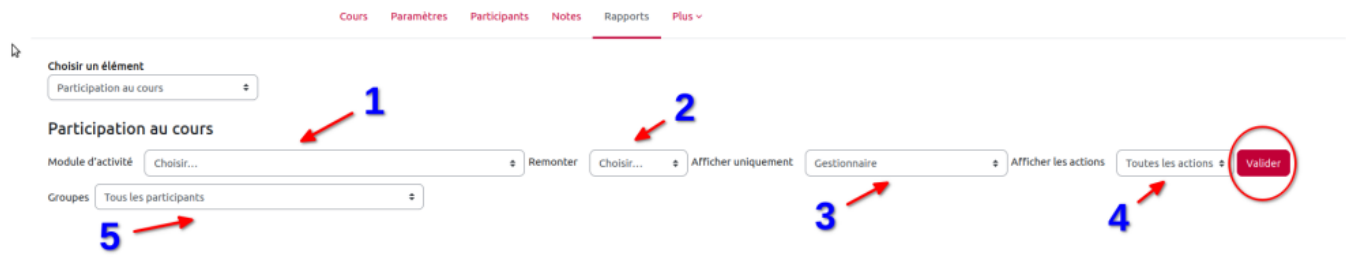 Cours Paramètres Participants Notes Rapports Plus
Choisir un élément
Participation au cours
1
2
Participation au cours
Module d'activité Choisir... Remonter Choisir... Afficher uniquement Gestionnaire Afficher les actions Toutes les actions Valider
Groupes Tous les participants
3
4
5